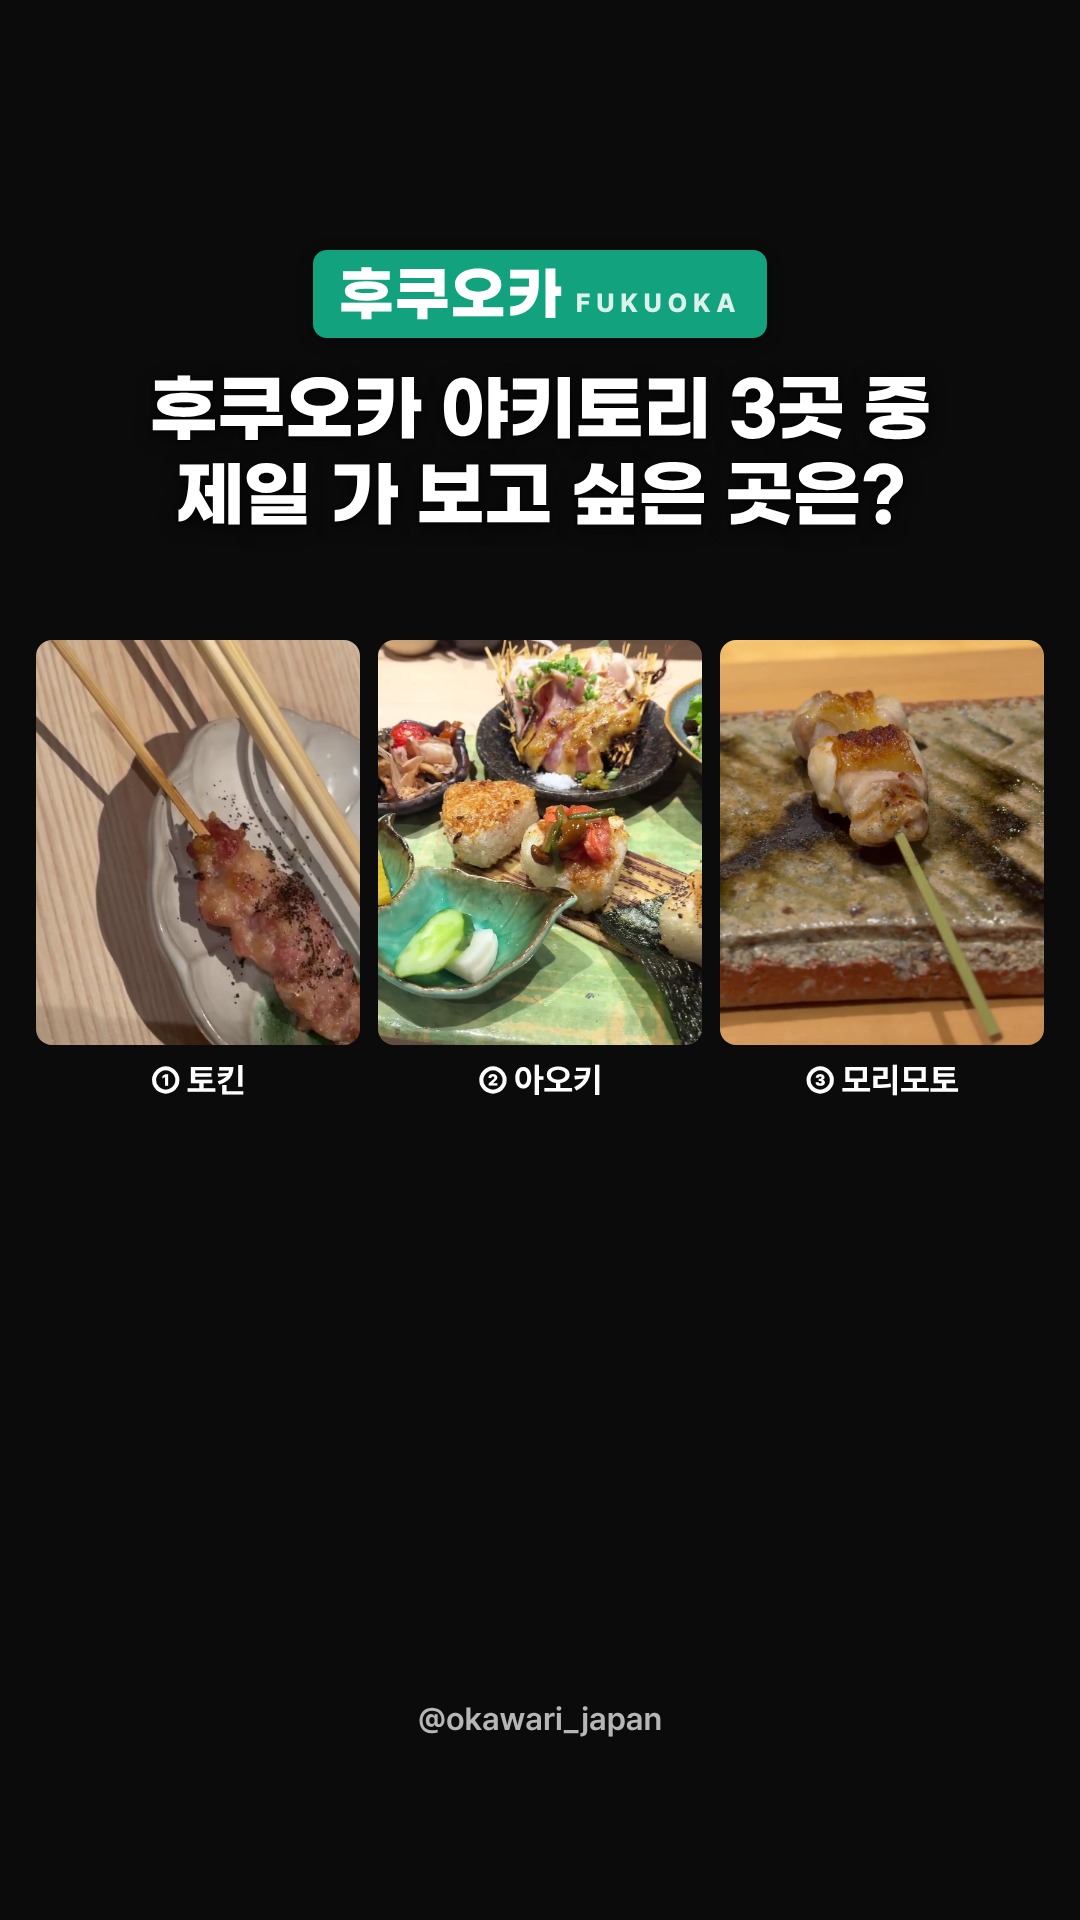 후쿠오카 FUKUOKA
후쿠오카 야키토리 3곳 중
제일 가 보고 싶은 곳은?
① 토킨
② 아오키
③ 모리모토
@okawari_japan